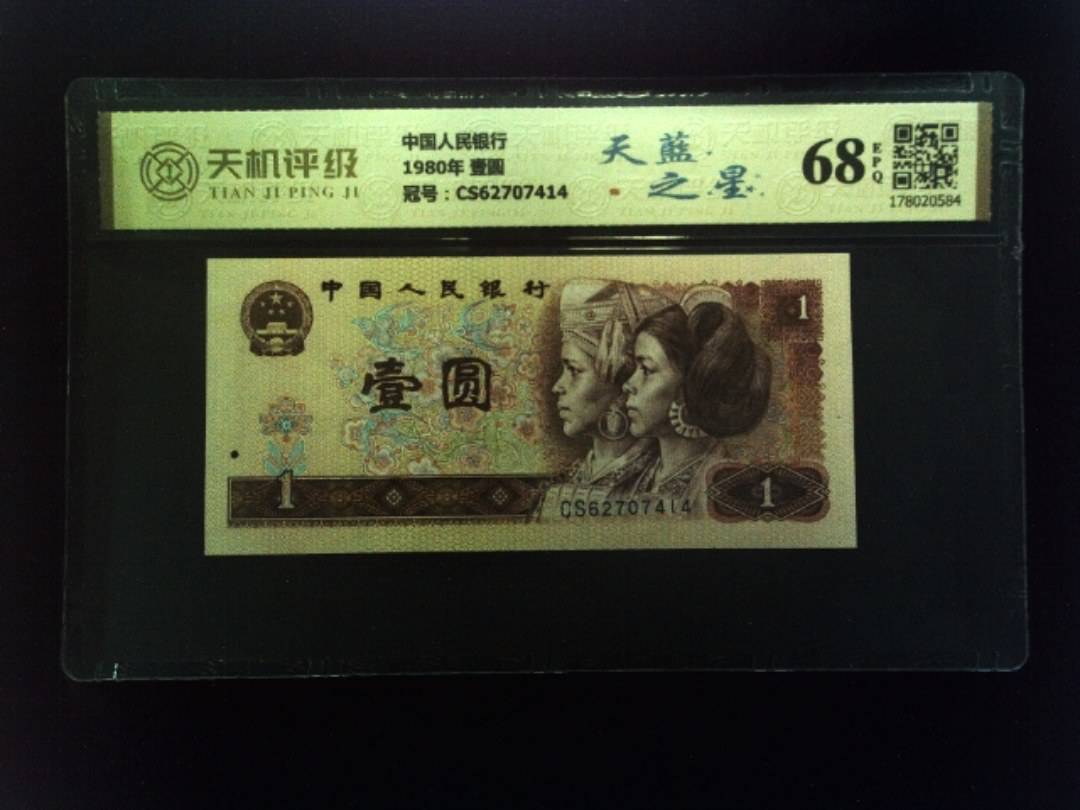 天机评级
TIAN JI PING JI
中国人民银行
1980年 壹圆
冠号：CS62707414
天藍
之星
68
EPQ
178020584
中国人民银行
1
壹圆
1
CS62707414
1